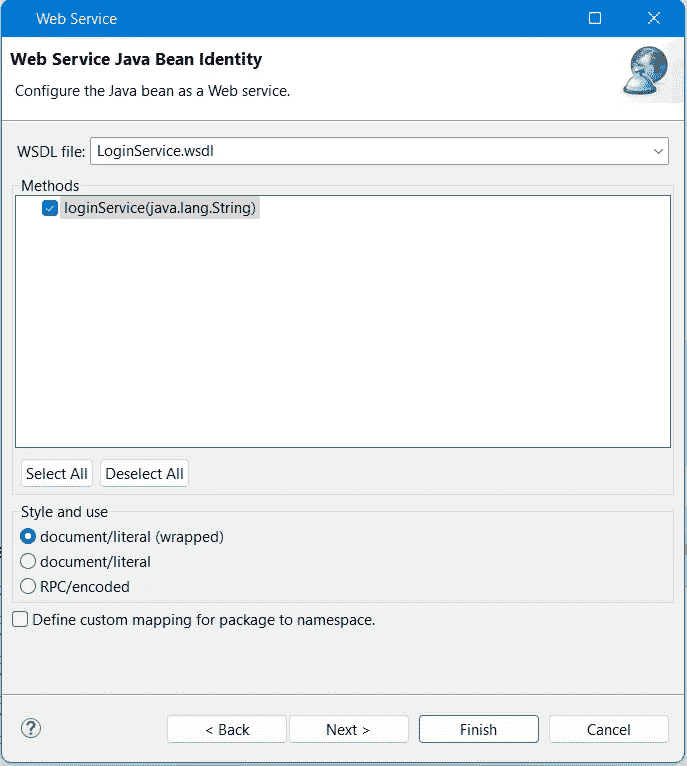 Web Service
Web Service Java Bean Identity
Configure the Java bean as a Web service.
WSDL file: LoginService.wsdl
Methods
loginService(java.lang.String)
Select All Deselect All
Style and use
document/literal (wrapped)
document/literal
RPC/encoded
Define custom mapping for package to namespace.
? < Back Next > Finish Cancel